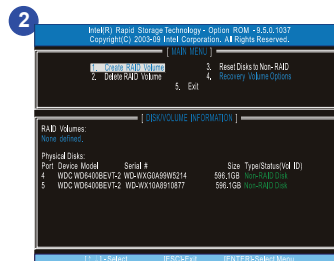 2
Intel(R) Rapid Storage Technology - Option ROM - 9.5.0.1037
Copyright(C) 2003-09 Intel Corporation. All Rights Reserved.
[ MAIN MENU ]
1. Create RAID Volume
3. Reset Disks to Non-RAID
2. Delete RAID Volume
4. Recovery Volume Options
5. Exit
[ DISK/VOLUME INFORMATION ]
RAID Volumes:
None defined.
Physical Disks:
Port Device Model Serial # Size Type/Status(Vol ID)
4 WDC WD6400BEVT-2 WD-WXG0A99W5214 596.1GB Non-RAID Disk
5 WDC WD6400BEVT-2 WD-WX10A8910877 596.1GB Non-RAID Disk
-Select [ESC]-Exit [ENTER]-Select Menu